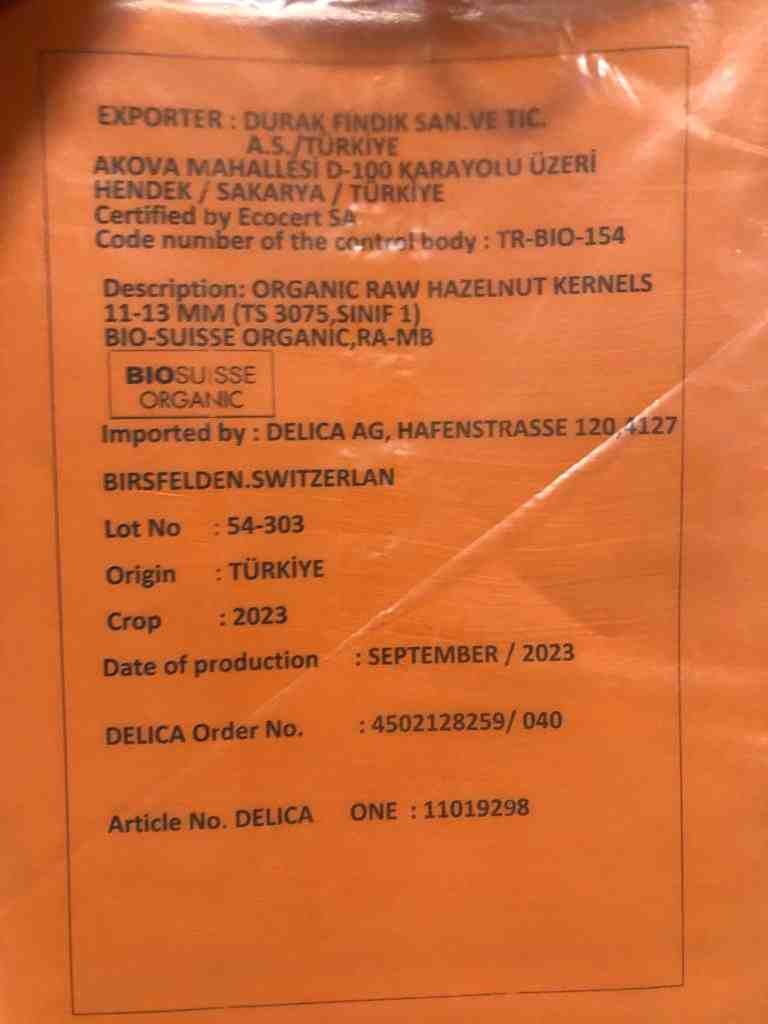 EXPORTER : DURAK FINDIK SAN.VE TIC.
A.S./TÜRKIYE
AKOVA MAHALLESİ D-100 KARAYOLU ÜZERİ
HENDEK / SAKARYA / TÜRKİYE
Certified by Ecocert SA
Code number of the control body : TR-BIO-154
Description: ORGANIC RAW HAZELNUT KERNELS
11-13 MM (TS 3075,SINIF 1)
BIO-SUISSE ORGANIC,RA-MB
BIOSUISSE
ORGANIC
Imported by : DELICA AG, HAFENSTRASSE 120,4127
BIRSFELDEN.SWITZERLAN
Lot No : 54-303
Origin : TÜRKİYE
Crop : 2023
Date of production : SEPTEMBER / 2023
DELICA Order No. : 4502128259/ 040
Article No. DELICA ONE : 11019298